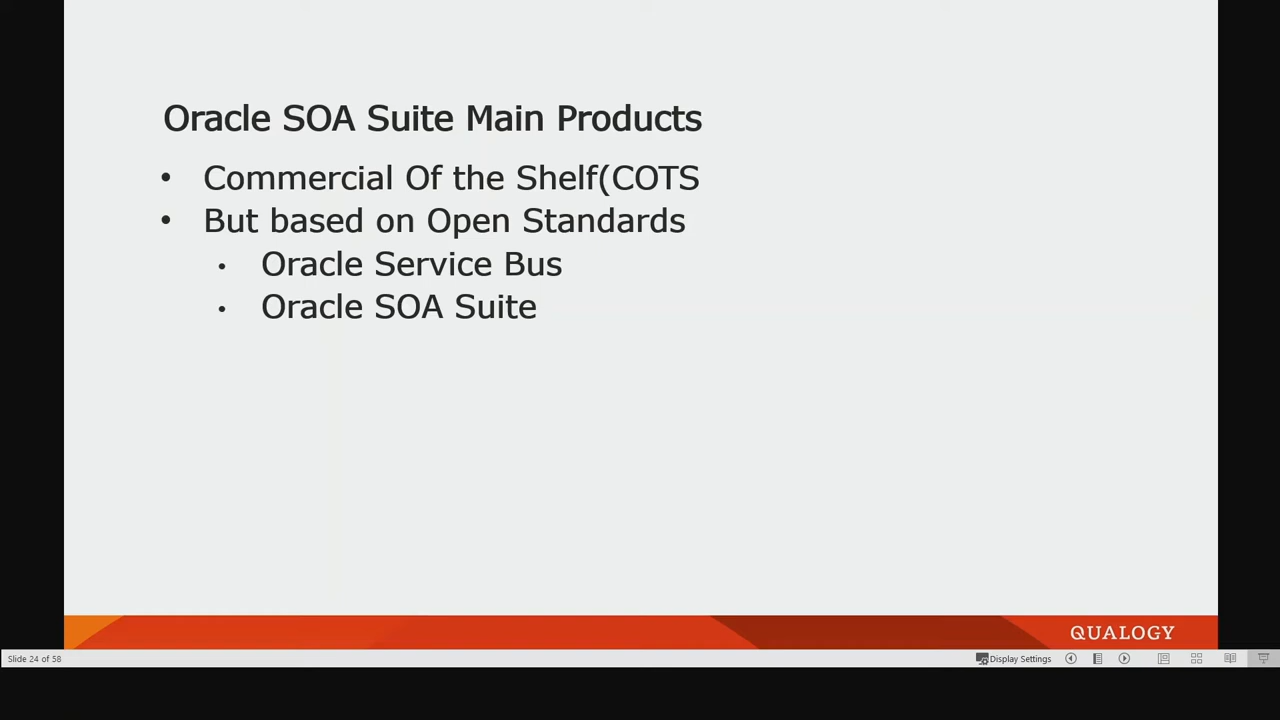 Oracle SOA Suite Main Products
• Commercial Of the Shelf(COTS
• But based on Open Standards
• Oracle Service Bus
• Oracle SOA Suite
QUALOGY
Slide 24 of 58
Display Settings